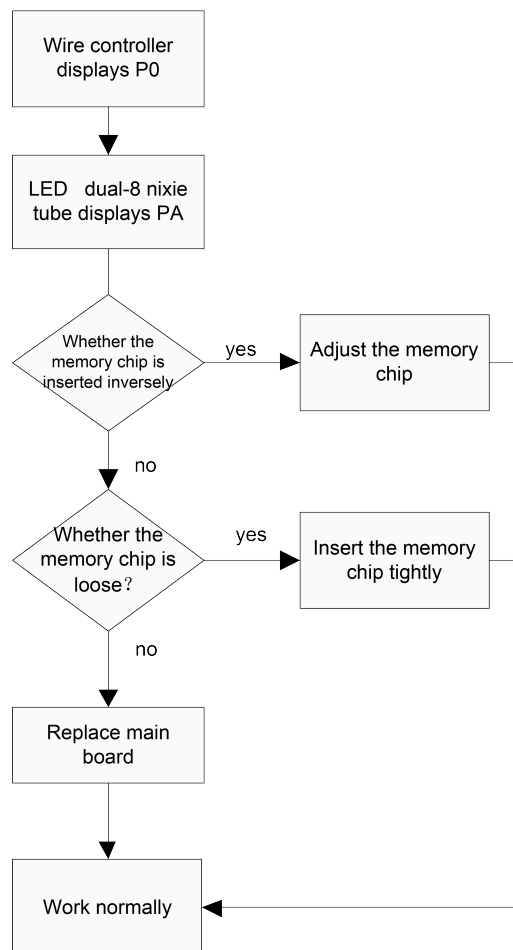 Wire controller
displays P0
LED dual-8 nixie
tube displays PA
Whether the
memory chip is
inserted inversely
yes
Adjust the memory
chip
no
Whether the
memory chip is
loose？
yes
Insert the memory
chip tightly
no
Replace main
board
Work normally